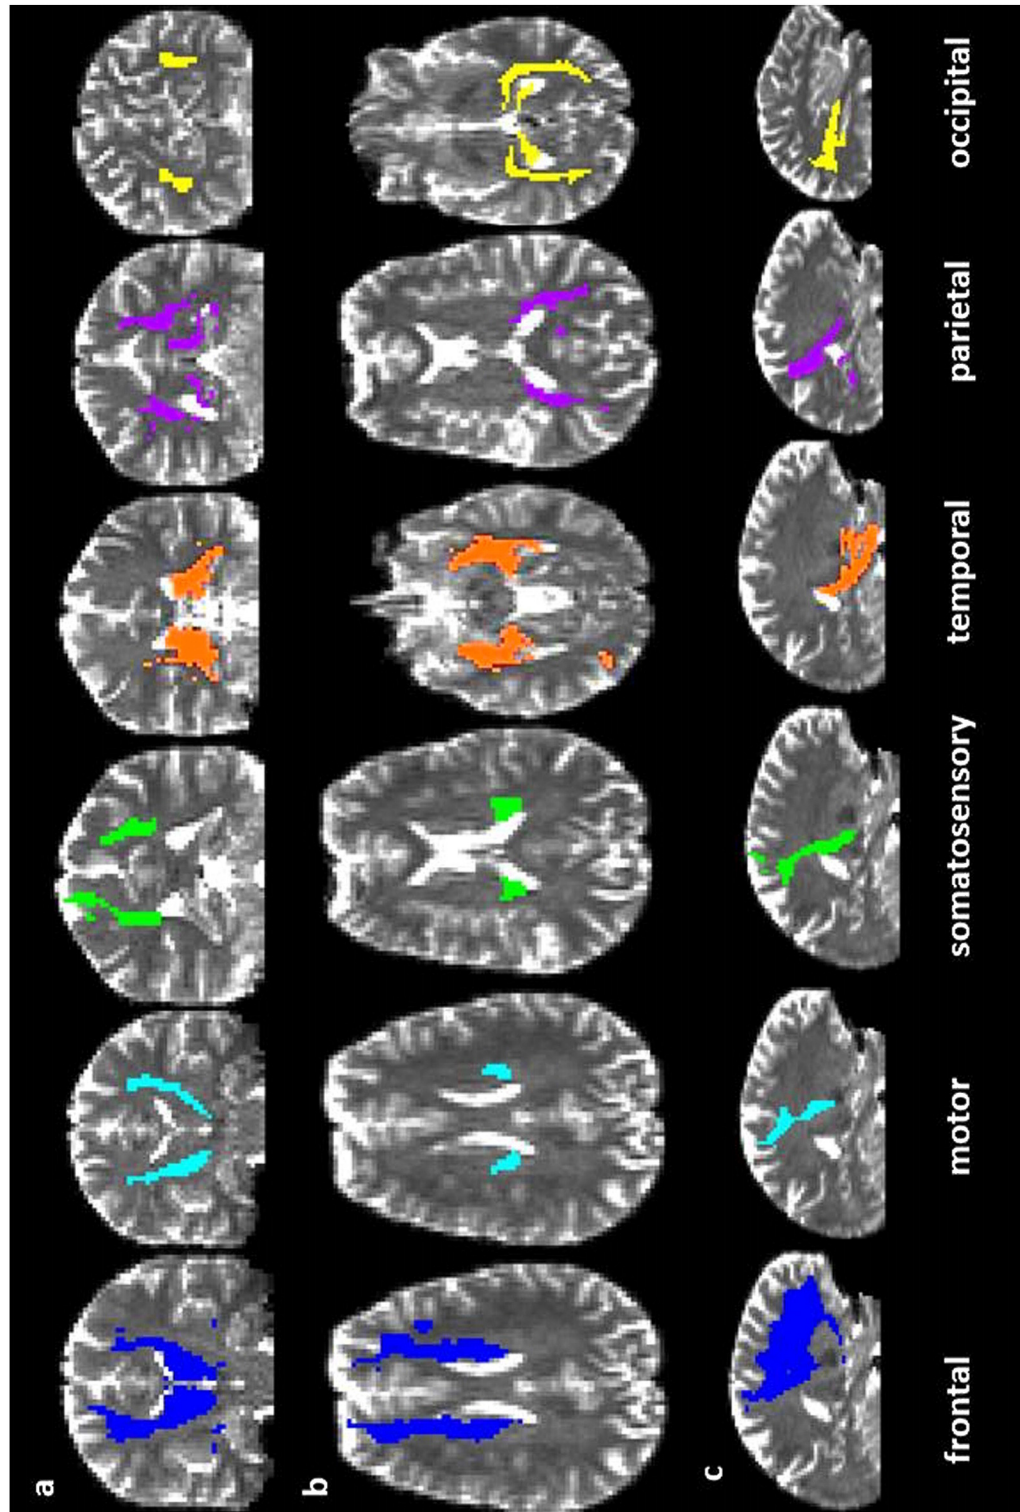 a
b
c
frontal
motor
somatosensory
temporal
parietal
occipital